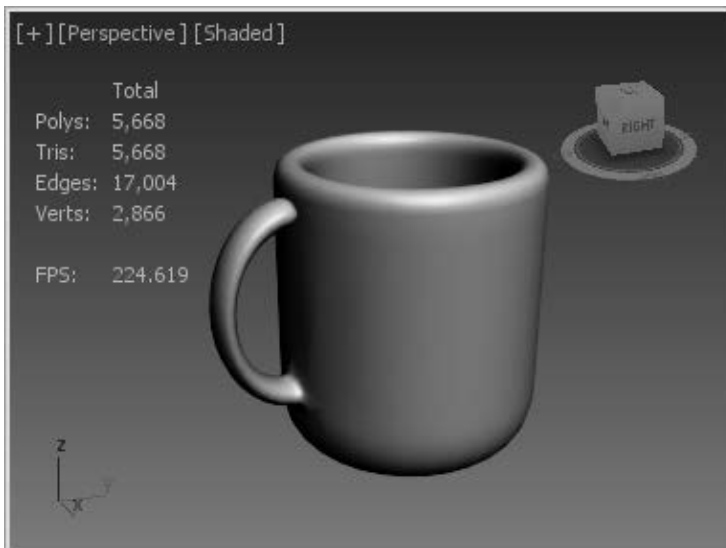 [+][Perspective][Shaded]
Total
Polys: 5,668
Tris: 5,668
Edges: 17,004
Verts: 2,866
FPS: 224.619
RIGHT
Z
Y
X